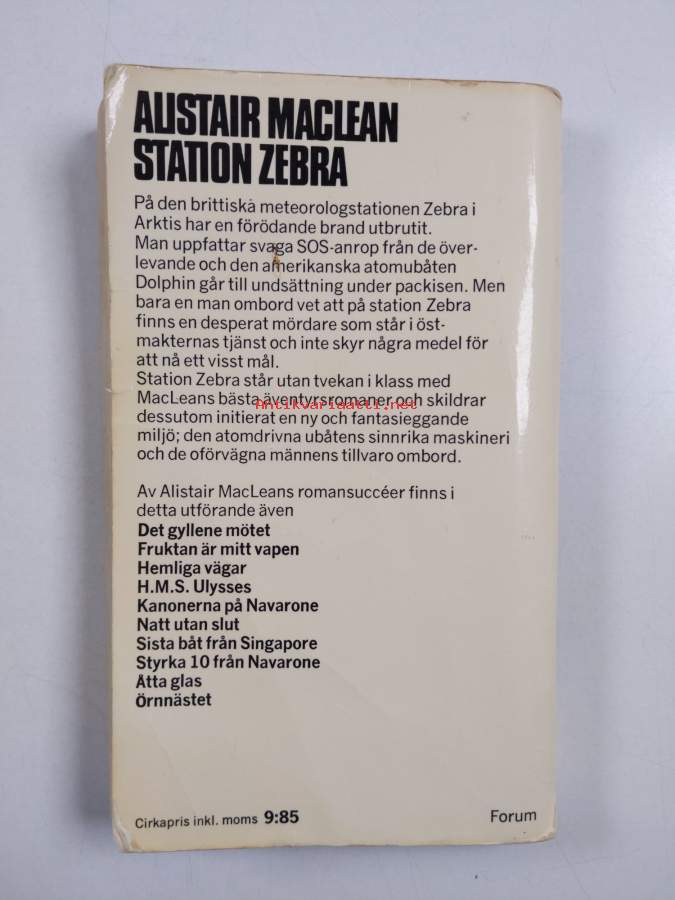 ALISTAIR MACLEAN
STATION ZEBRA
På den brittiska meteorologstationen Zebra i
Arktis har en förödande brand utbrutit.
Man uppfattar svaga SOS-anrop från de över-
levande och den amerikanska atomubåten
Dolphin går till undsättning under packisen. Men
bara en man ombord vet att på station Zebra
finns en desperat mördare som står i öst-
makternas tjänst och inte skyr några medel för
att nå ett visst mål.
Station Zebra står utan tvekan i klass med
MacLeans bästa äventyrsromaner och skildrar
Antikvariaatti.net
dessutom initierat en ny och fantasieggande
miljö; den atomdrivna ubåtens sinnrika maskineri
och de oförvägna männens tillvaro ombord.
Av Alistair MacLeans romansuccéer finns i
detta utförande även
Det gyllene mötet
Fruktan är mitt vapen
Hemliga vägar
H.M.S. Ulysses
Kanonerna på Navarone
Natt utan slut
Sista båt från Singapore
Styrka 10 från Navarone
Åtta glas
Örnnästet
Cirkapris inkl. moms 9:85
Forum